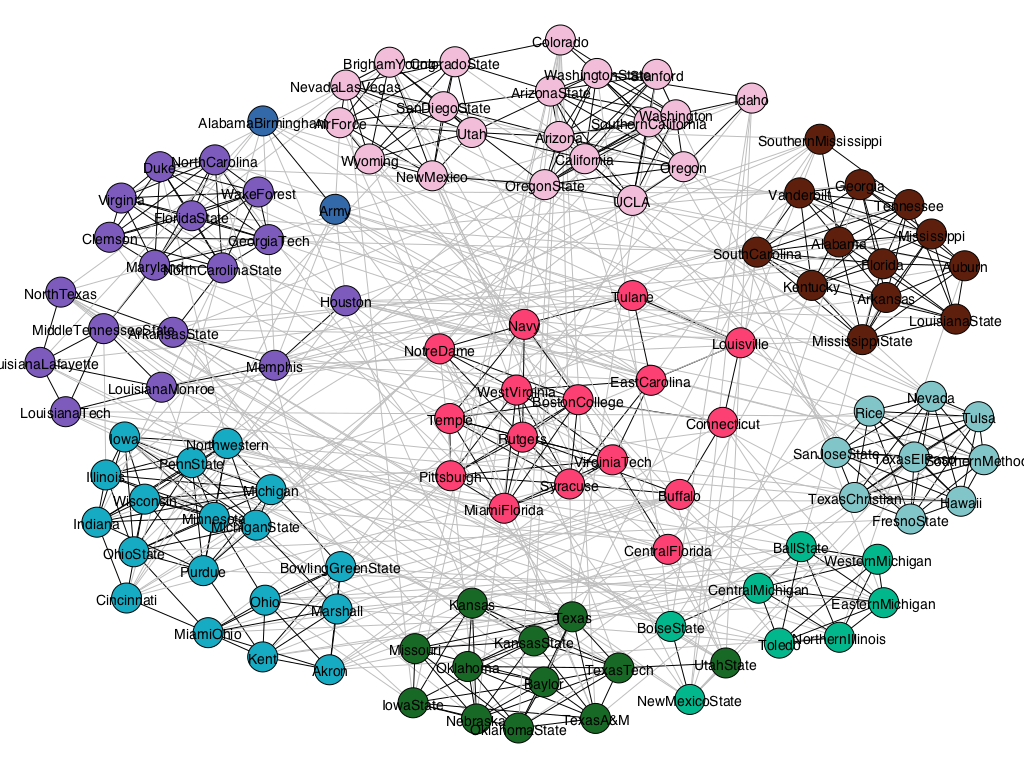 Colorado
BrighamYoung
ColoradoState
WashingtonState
Stanford
NevadaLasVegas
ArizonaState
Idaho
SanDiegoState
Washington
AlabamaBirmingham
AirForce
SouthernCalifornia
Utah
Arizona
SouthernMississippi
NorthCarolina
Wyoming
California
Duke
NewMexico
Oregon
OregonState
Georgia
WakeForest
Vanderbilt
Virginia
UCLA
Tennessee
Army
FloridaState
Clemson
GeorgiaTech
Mississippi
Alabama
SouthCarolina
Maryland
NorthCarolinaState
Florida
Auburn
Kentucky
NorthTexas
Houston
Tulane
Arkansas
LouisianaState
MiddleTennesseeState
ArkansasState
Navy
MississippiState
Louisville
NotreDame
uisianaLafayette
Memphis
EastCarolina
LouisianaMonroe
WestVirginia
BostonCollege
Nevada
LouisianaTech
Rice
Tulsa
Temple
Connecticut
Iowa
Northwestern
Rutgers
SanJoseState
PennState
VirginiaTech
TexasElPaso
SouthernMethod
Illinois
Pittsburgh
Syracuse
Michigan
Wisconsin
Buffalo
TexasChristian
Hawaii
MiamiFlorida
Indiana
Minnesota
MichiganState
FresnoState
OhioState
CentralFlorida
BallState
WesternMichigan
Purdue
BowlingGreenState
CentralMichigan
Cincinnati
Ohio
Marshall
Kansas
EasternMichigan
Texas
MiamiOhio
BoiseState
KansasState
Toledo
NorthernIllinois
Missouri
Kent
Oklahoma
TexasTech
UtahState
Akron
Baylor
IowaState
NewMexicoState
Nebraska
OklahomaState
TexasA&M